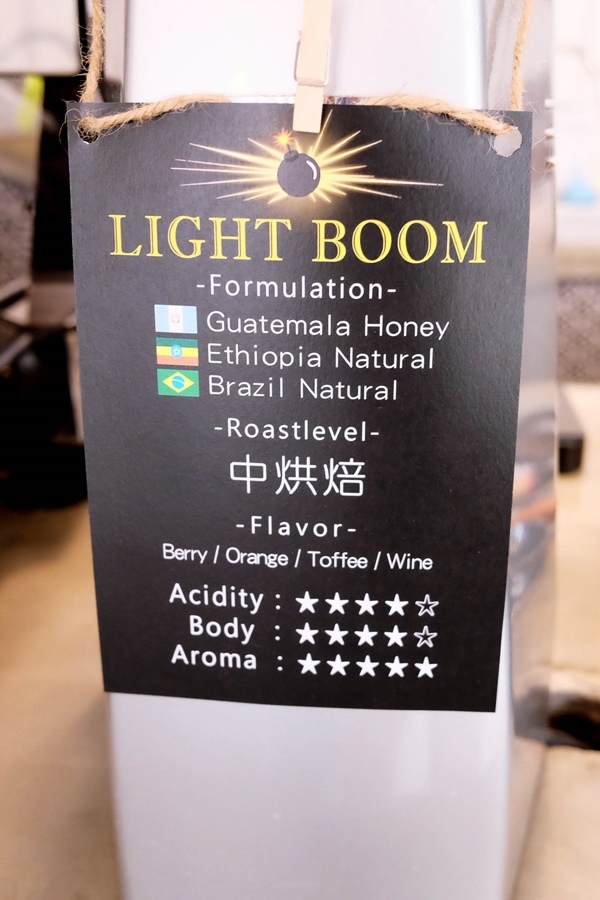 LIGHT BOOM
-Formulation-
Guatemala Honey
Ethiopia Natural
Brazil Natural
-Roastlevel-
中烘焙
-Flavor-
Berry / Orange / Toffee / Wine
Acidity : ★★★★☆
Body : ★★★★☆
Aroma : ★★★★★